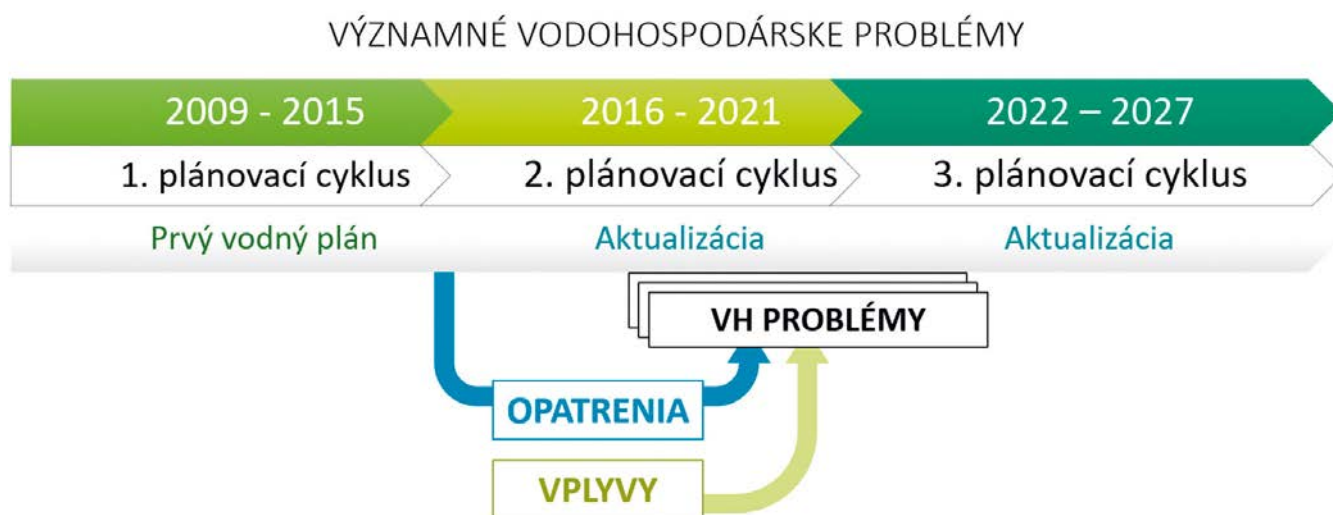 VÝZNAMNÉ VODOHOSPODÁRSKE PROBLÉMY
2009 - 2015
2016 - 2021
2022 – 2027
1. plánovací cyklus
2. plánovací cyklus
3. plánovací cyklus
Prvý vodný plán
Aktualizácia
Aktualizácia
VH PROBLÉMY
OPATRENIA
VPLYVY